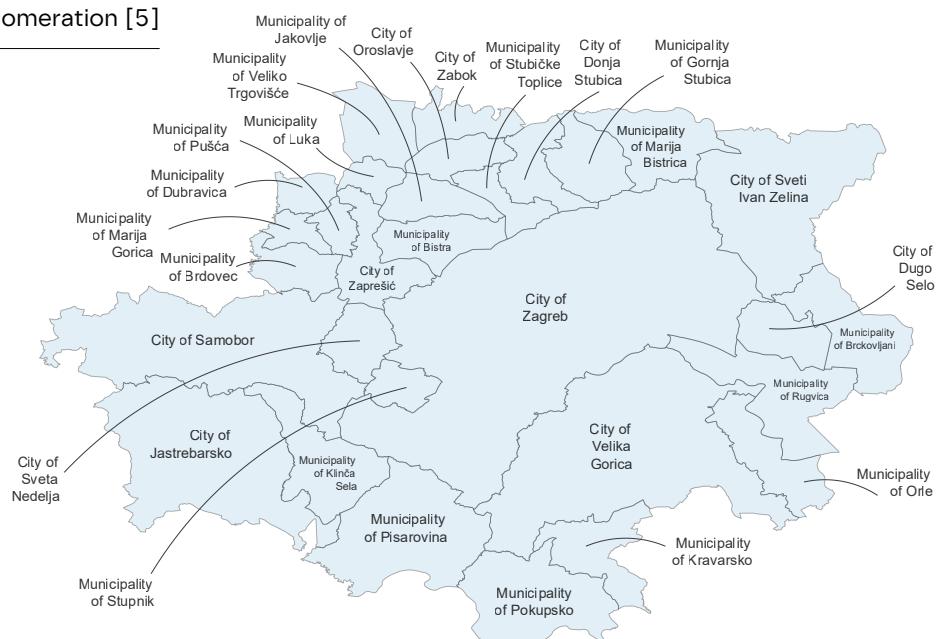 omeration [5]
Municipality of
Jakovlje
City of
Oroslavje
City of
Zabok
Municipality
of Stubičke
Toplice
City of
Donja
Stubica
Municipality
of Gornja
Stubica
Municipality
of Veliko
Trgovišće
Municipality
of Luka
Municipality
of Pušća
Municipality
of Marija
Bistrica
Municipality
of Dubravica
City of Sveti
Ivan Zelina
Municipality
of Marija
Gorica
Municipality
of Bistra
Municipality
of Brdovec
City of
Zaprešić
City of
Dugo
Selo
City of
Zagreb
City of Samobor
Municipality
of Brckovljani
Municipality
of Rugvica
City of
Jastrebarsko
City of
Velika
Gorica
City of
Sveta
Nedelja
Municipality
of Klinča
Sela
Municipality
of Orle
Municipality
of Pisarovina
Municipality
of Kravarsko
Municipality
of Stupnik
Municipality
of Pokupsko